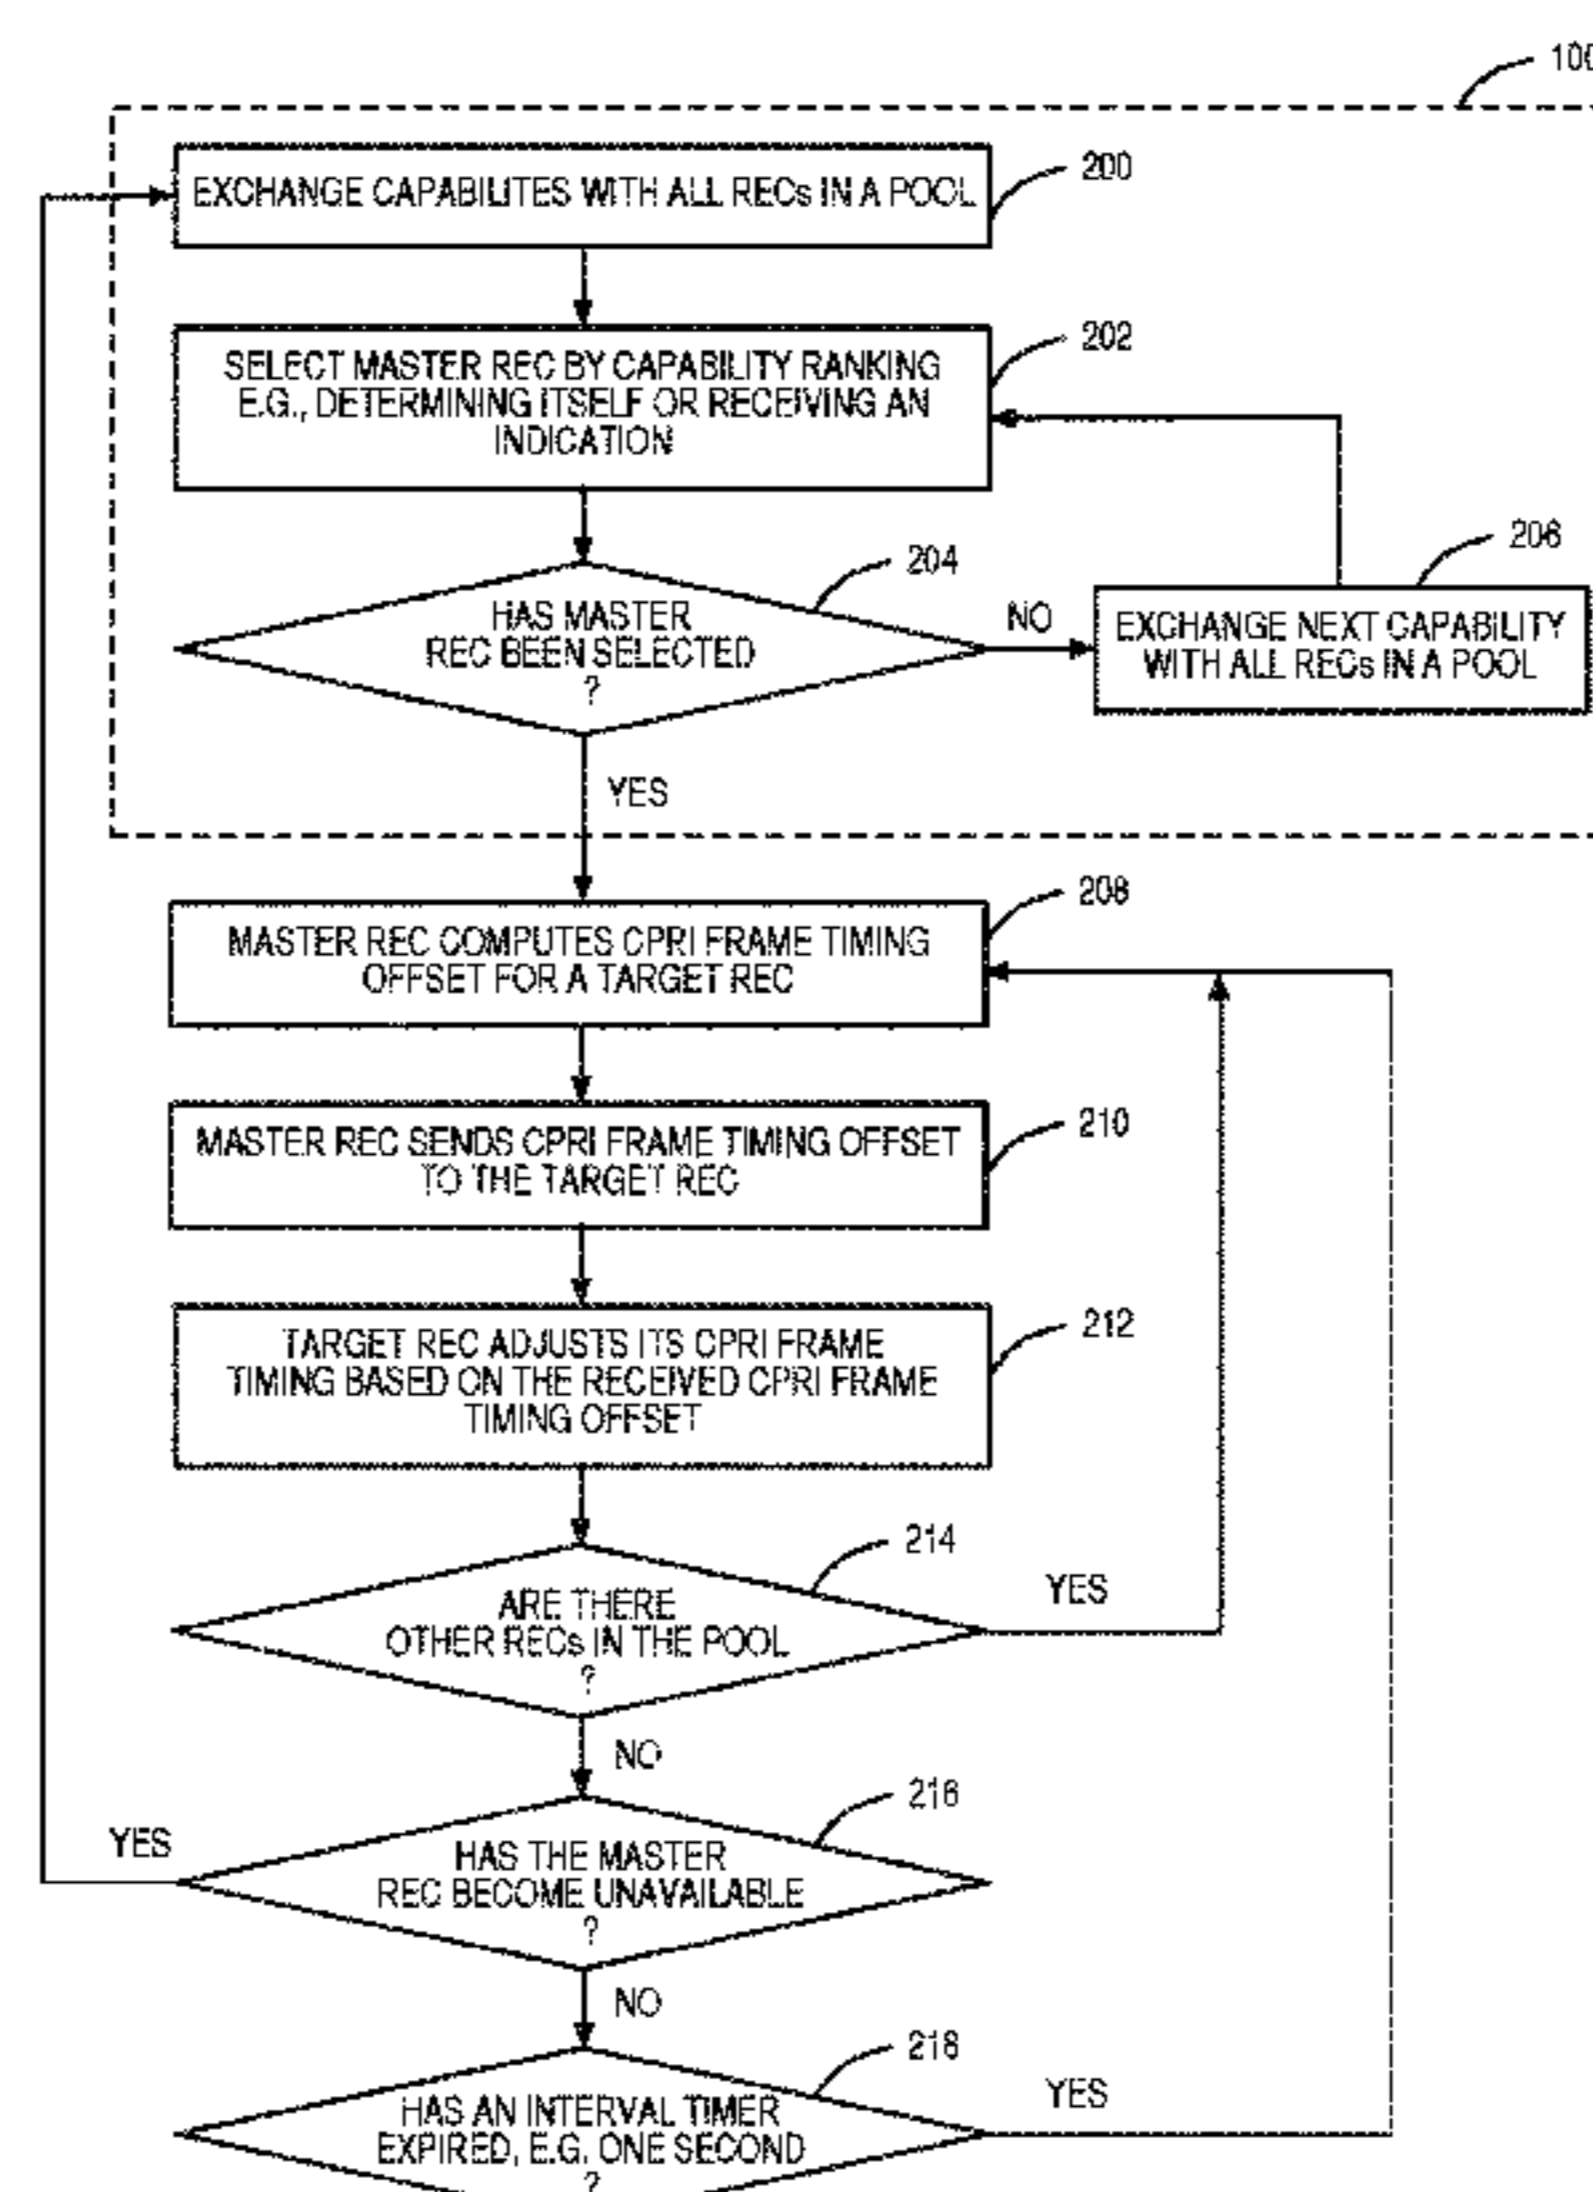 100
EXCHANGE CAPABILITES WITH ALL RECs IN A POOL
200
SELECT MASTER REC BY CAPABILITY RANKING
E.G., DETERMINING ITSELF OR RECEIVING AN
INDICATION
202
HAS MASTER
REC BEEN SELECTED
?
204
NO
EXCHANGE NEXT CAPABILITY
WITH ALL RECs IN A POOL
206
YES
MASTER REC COMPUTES CPRI FRAME TIMING
OFFSET FOR A TARGET REC
208
MASTER REC SENDS CPRI FRAME TIMING OFFSET
TO THE TARGET REC
210
TARGET REC ADJUSTS ITS CPRI FRAME
TIMING BASED ON THE RECEIVED CPRI FRAME
TIMING OFFSET
212
ARE THERE
OTHER RECs IN THE POOL
?
214
YES
NO
HAS THE MASTER
REC BECOME UNAVAILABLE
?
216
YES
NO
HAS AN INTERVAL TIMER
EXPIRED, E.G. ONE SECOND
?
218
YES